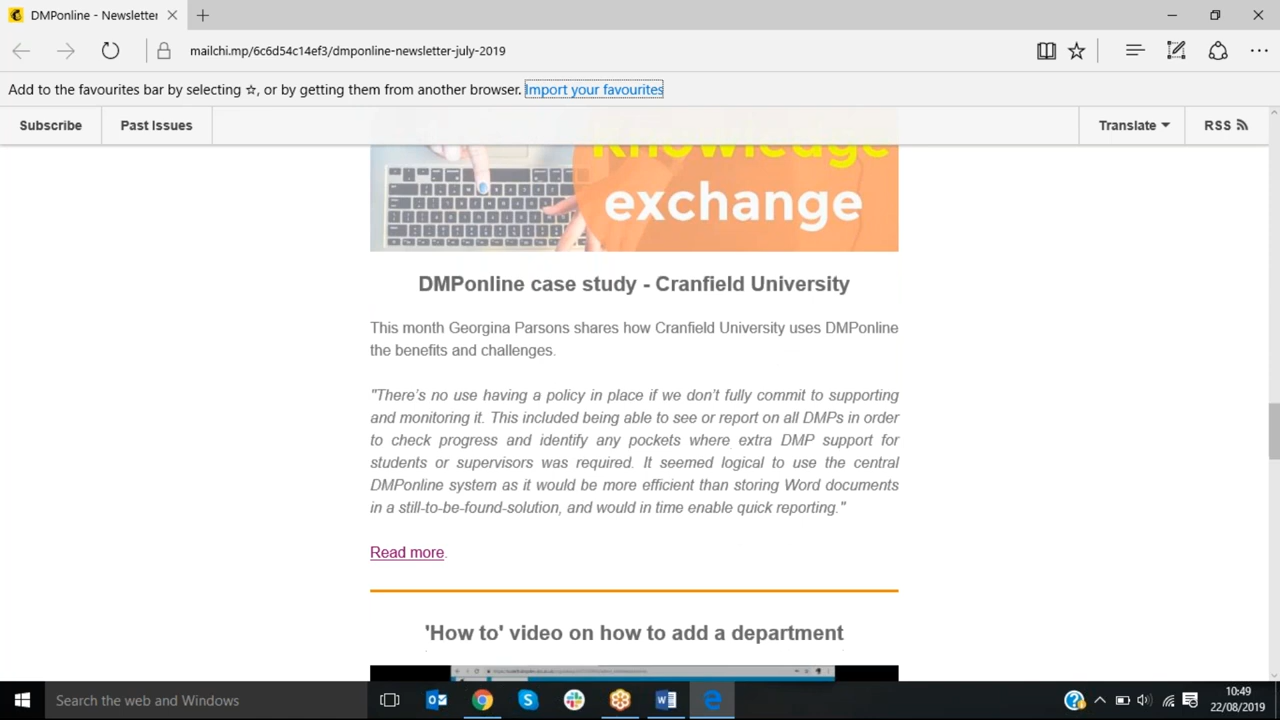 DMPonline - Newsletter
mailchi.mp/6c6d54c14ef3/dmponline-newsletter-july-2019
Add to the favourites bar by selecting ☆, or by getting them from another browser. Import your favourites
Subscribe
Past Issues
Translate
RSS
Knowledge
exchange
DMPonline case study - Cranfield University
This month Georgina Parsons shares how Cranfield University uses DMPonline
the benefits and challenges.
"There's no use having a policy in place if we don't fully commit to supporting
and monitoring it. This included being able to see or report on all DMPs in order
to check progress and identify any pockets where extra DMP support for
students or supervisors was required. It seemed logical to use the central
DMPonline system as it would be more efficient than storing Word documents
in a still-to-be-found-solution, and would in time enable quick reporting."
Read more.
'How to' video on how to add a department
Search the web and Windows
10:49
22/08/2019